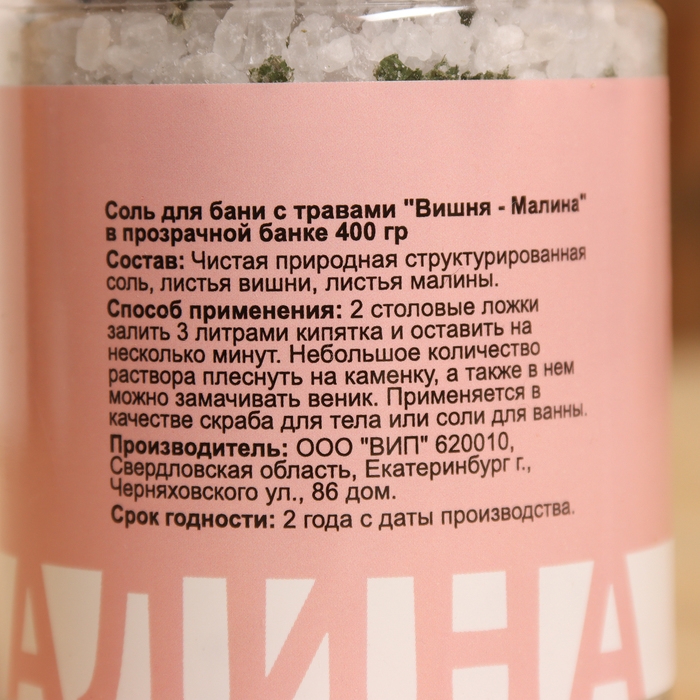 Соль для бани с травами "Вишня - Малина"
в прозрачной банке 400 гр
Состав: Чистая природная структурированная
соль, листья вишни, листья малины.
Способ применения: 2 столовые ложки
залить 3 литрами кипятка и оставить на
несколько минут. Небольшое количество
раствора плеснуть на каменку, а также в нем
можно замачивать веник. Применяется в
качестве скраба для тела или соли для ванны.
Производитель: ООО "ВИП" 620010,
Свердловская область, Екатеринбург г.,
Черняховского ул., 86 дом.
Срок годности: 2 года с даты производства.
АЛИНА